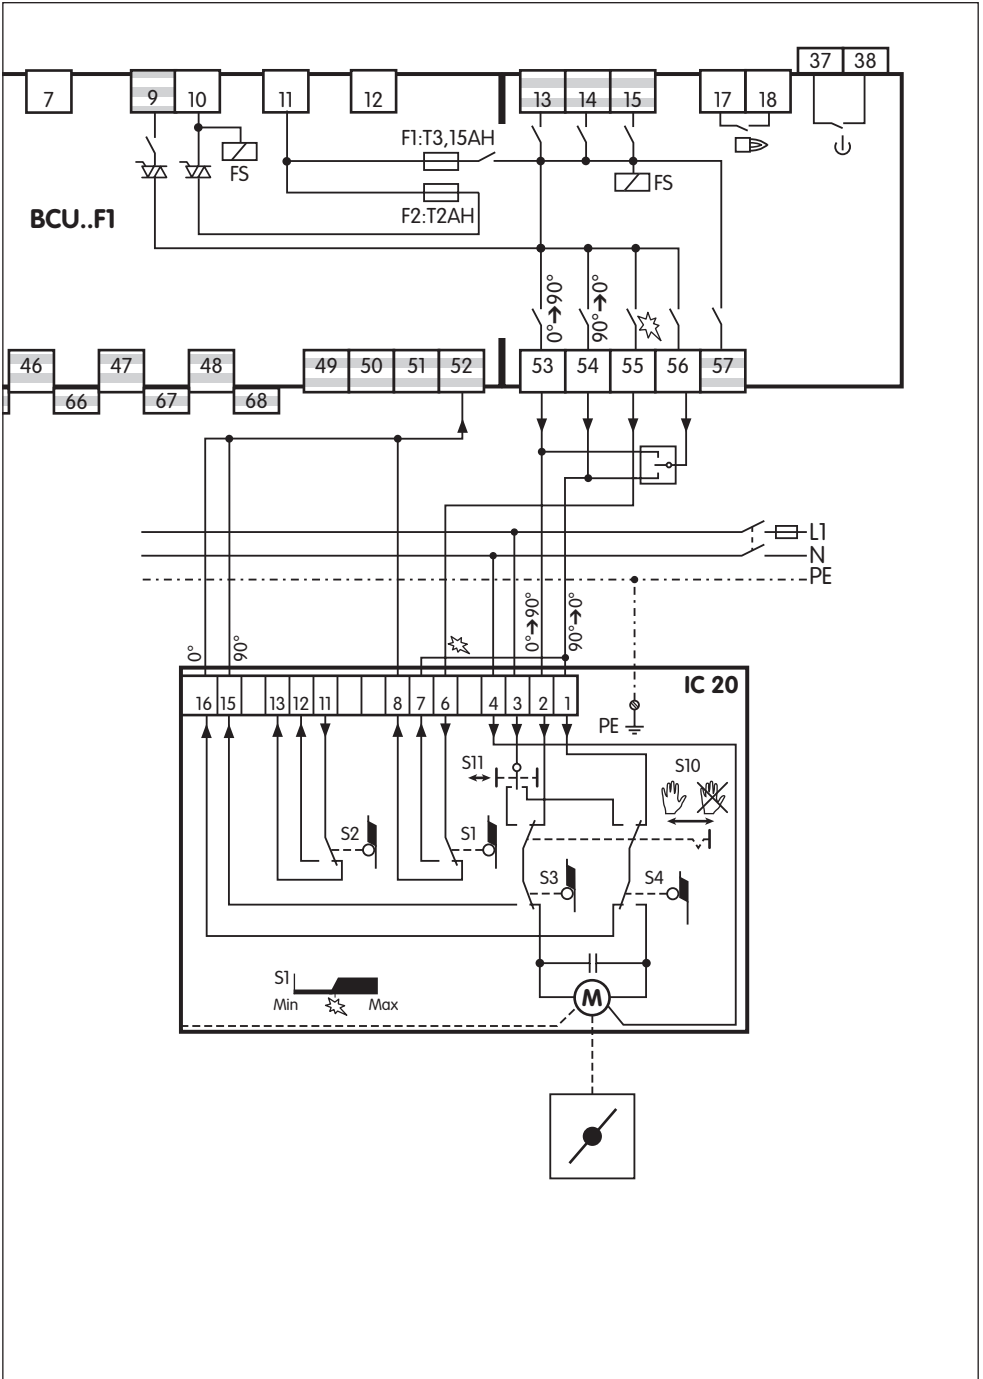 37 38
7 9 10 11 12 13 14 15 17 18
F1:T3,15AH
FS
FS
F2:T2AH
BCU..F1
0°➔90°
90°➔0°
46 47 48 49 50 51 52 53 54 55 56 57
66 67 68
L1
N
PE
0°
90°
0°➔90°
90°➔0°
IC 20
16 15 13 12 11 8 7 6 4 3 2 1
PE
S11
S10
S2
S1
S3
S4
S1
Min
Max
M